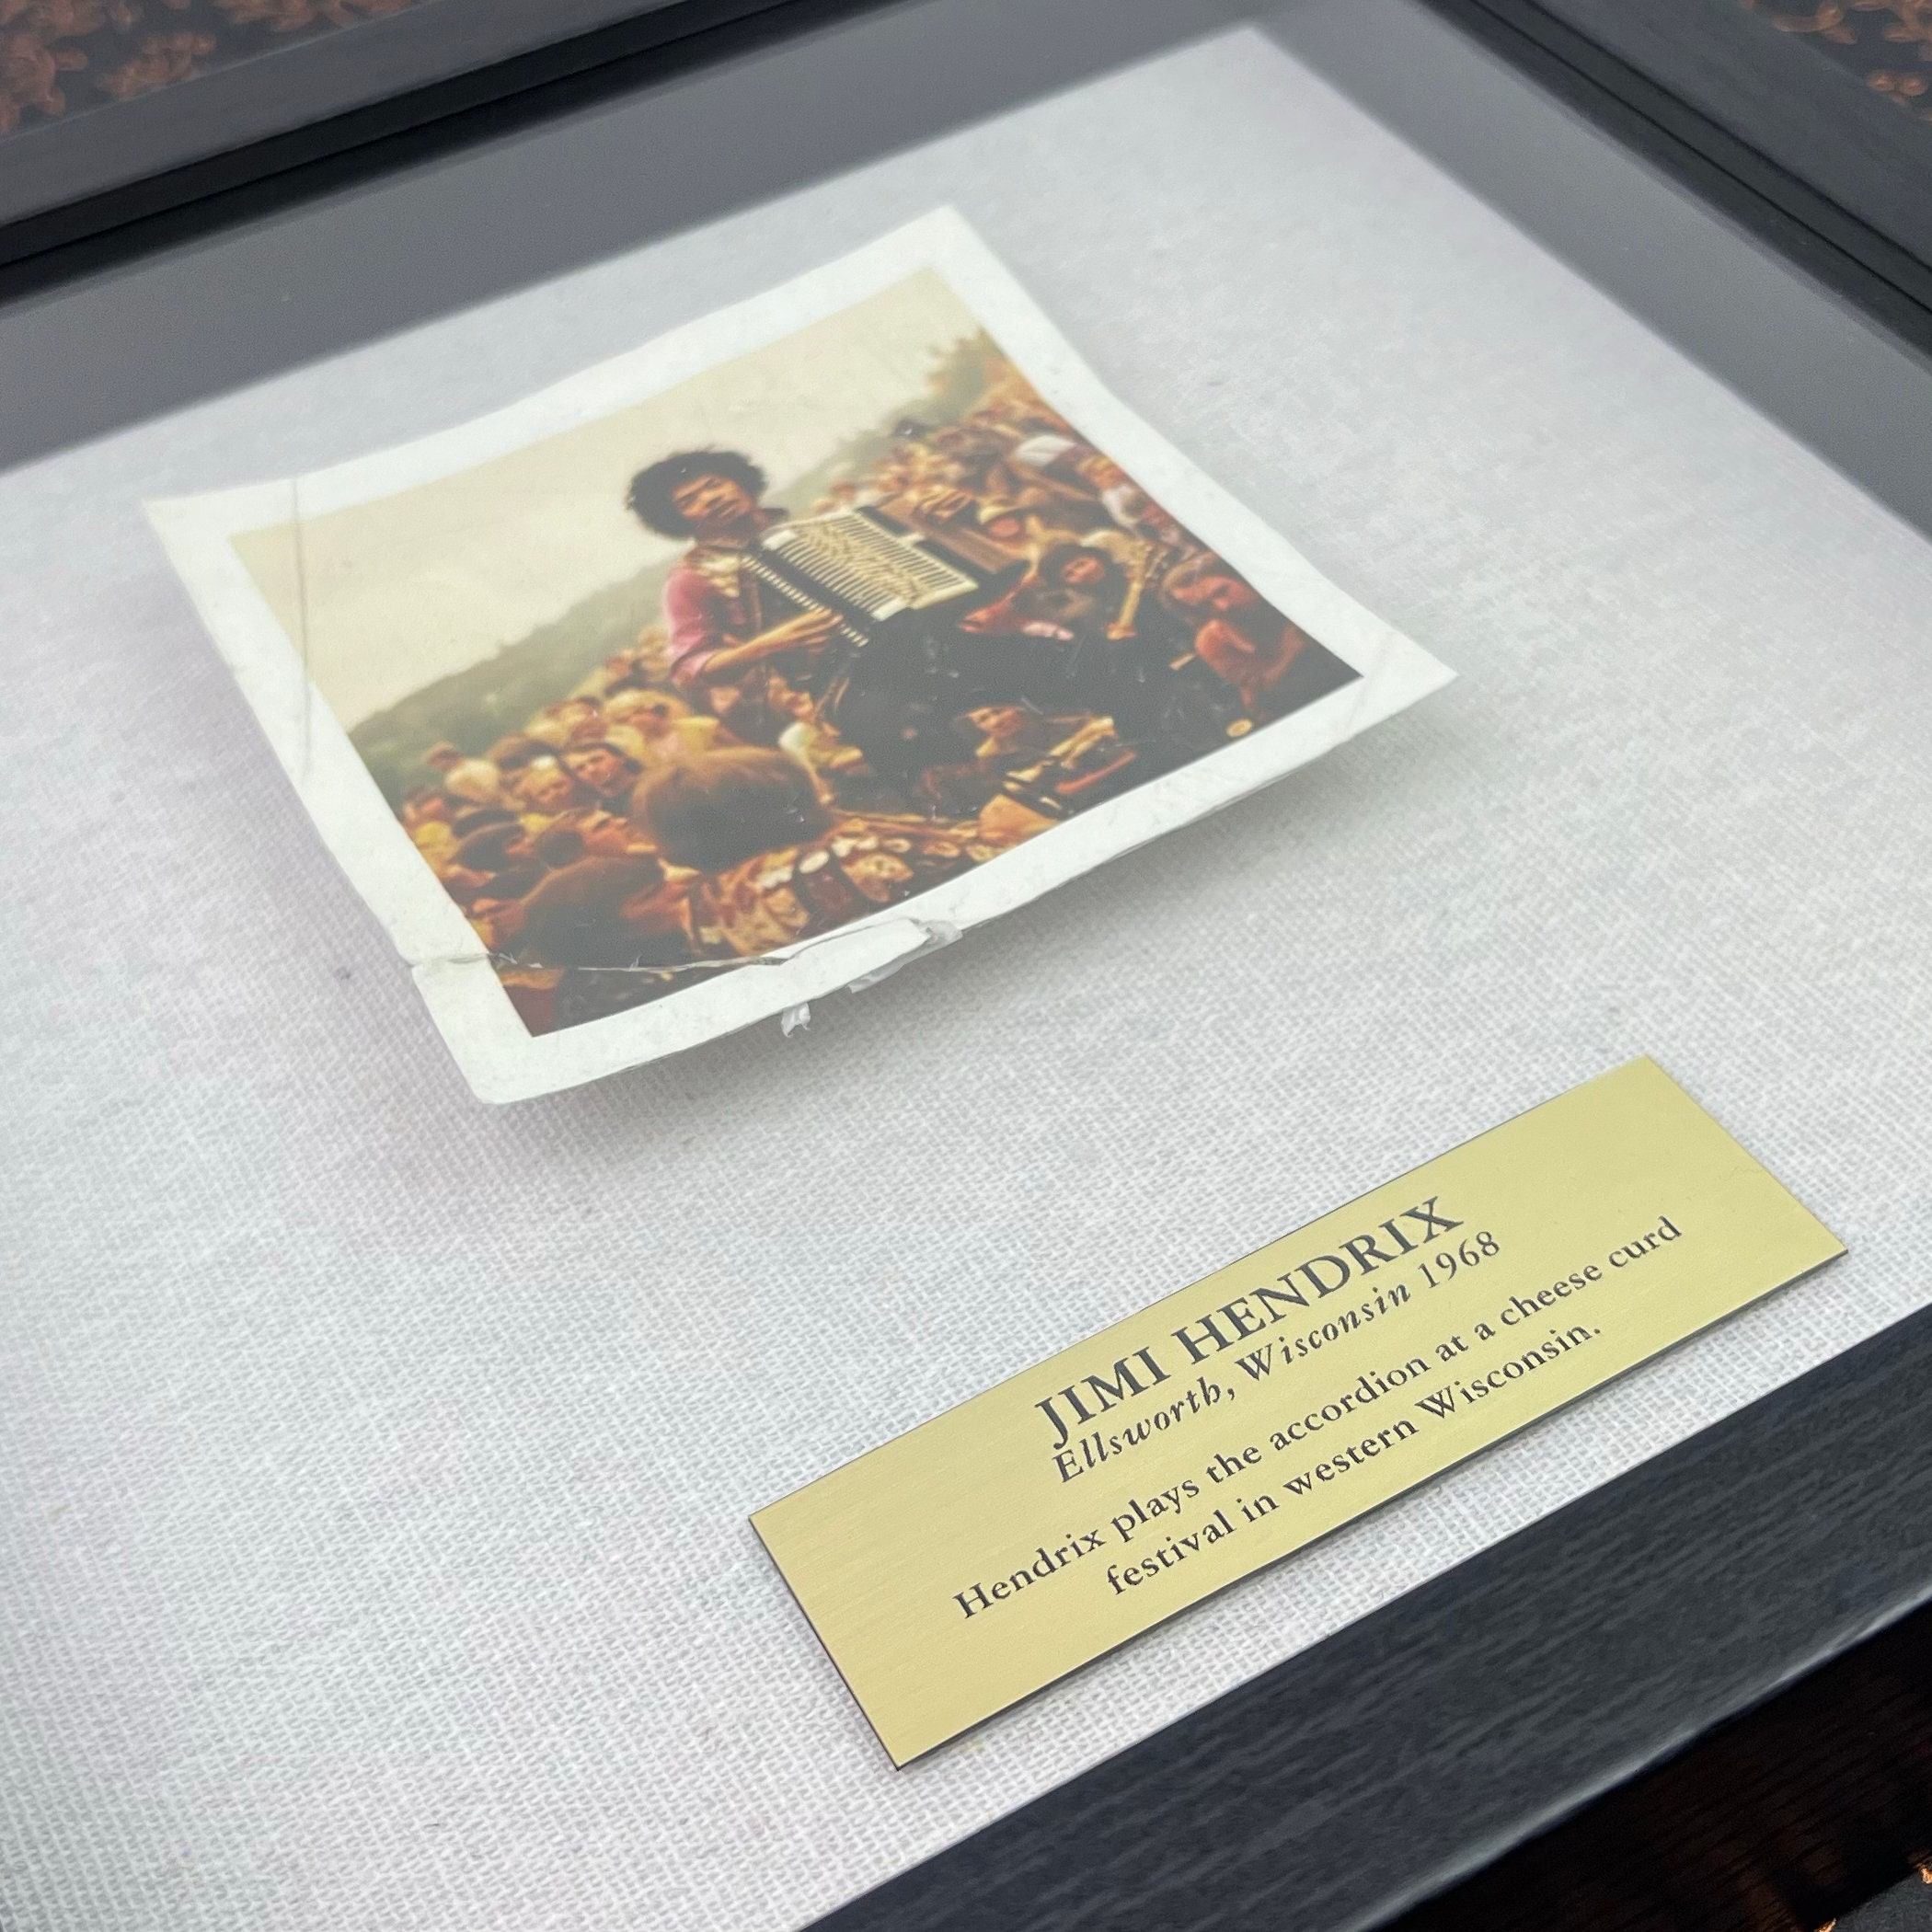 JIMI HENDRIX
Ellsworth, Wisconsin 1968
Hendrix plays the accordion at a cheese curd
festival in western Wisconsin.